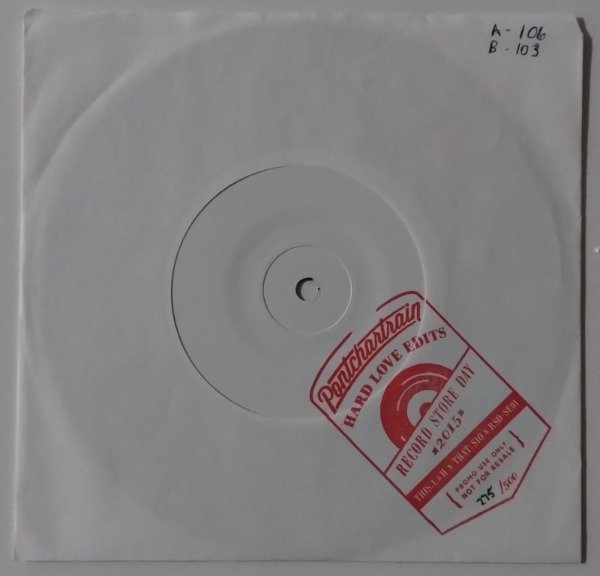 A - 106
B - 103
Pontchartrain
HARD LOVE EDITS
RECORD STORE DAY
2015
PROMO USE ONLY.
NOT FOR RESALE
275/500